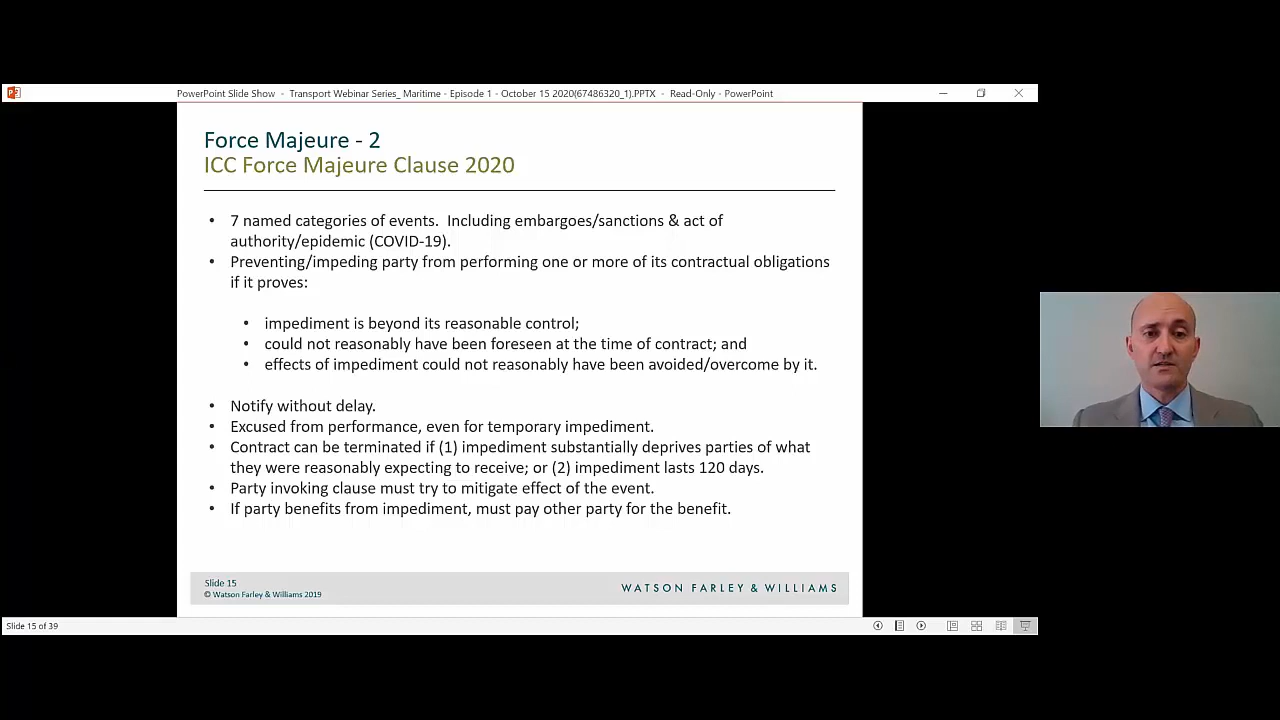 PowerPoint Slide Show - Transport Webinar Series_ Maritime - Episode 1 - October 15 2020(67486320_1).PPTX - Read-Only - PowerPoint
Force Majeure - 2
ICC Force Majeure Clause 2020
• 7 named categories of events. Including embargoes/sanctions & act of
authority/epidemic (COVID-19).
• Preventing/impeding party from performing one or more of its contractual obligations
if it proves:
• impediment is beyond its reasonable control;
• could not reasonably have been foreseen at the time of contract; and
• effects of impediment could not reasonably have been avoided/overcome by it.
• Notify without delay.
• Excused from performance, even for temporary impediment.
• Contract can be terminated if (1) impediment substantially deprives parties of what
they were reasonably expecting to receive; or (2) impediment lasts 120 days.
• Party invoking clause must try to mitigate effect of the event.
• If party benefits from impediment, must pay other party for the benefit.
Slide 15
© Watson Farley & Williams 2019
WATSON FARLEY & WILLIAMS
Slide 15 of 39